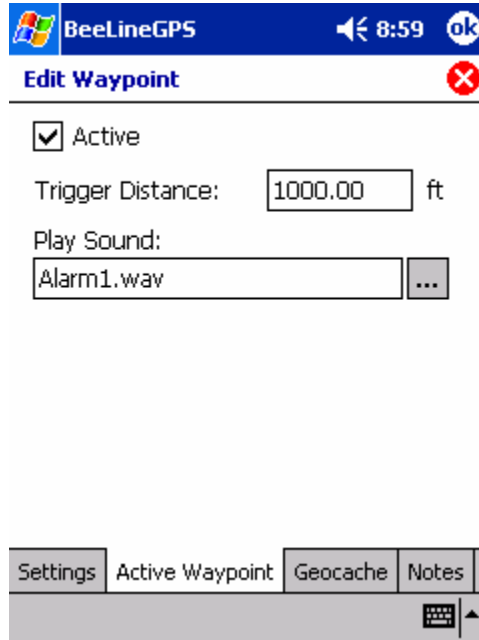 BeeLineGPS 8:59 ok
Edit Waypoint
Active
Trigger Distance: 1000.00 ft
Play Sound:
Alarm1.wav ...
Settings Active Waypoint Geocache Notes